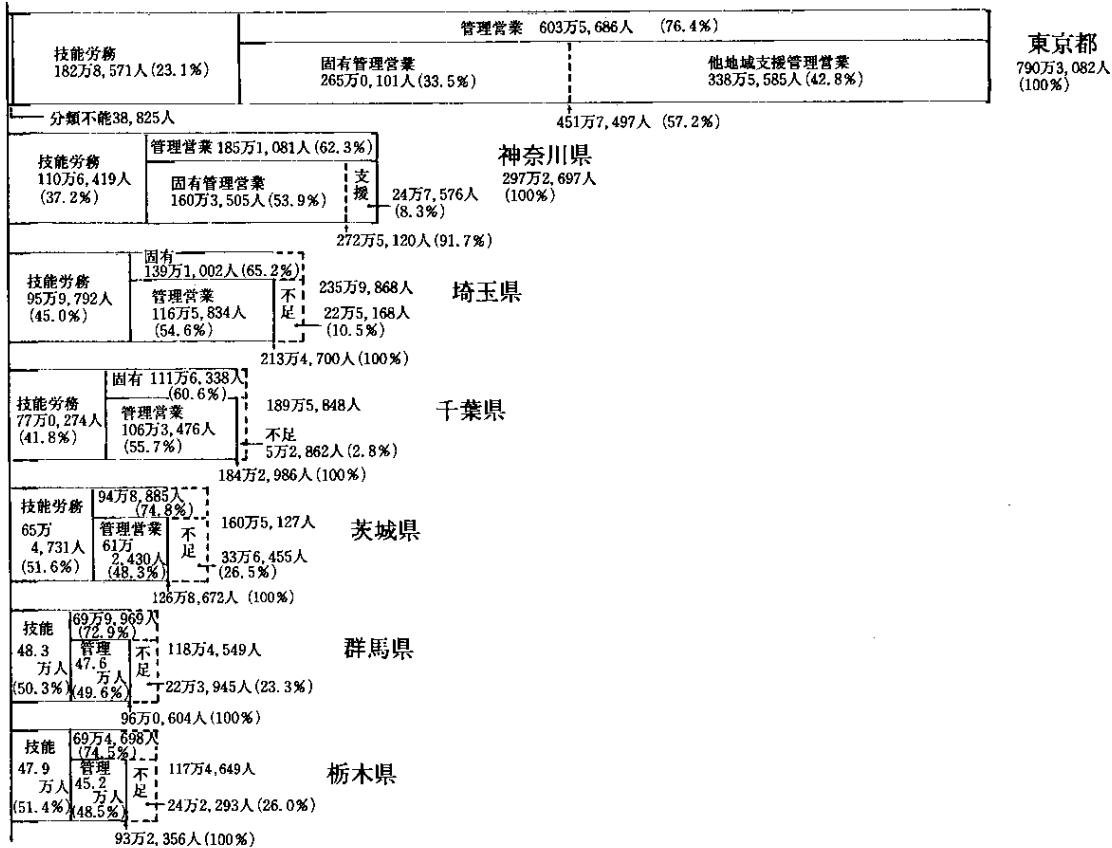 管理営業 603万5,686人 (76.4%)
技能労務
182万8,571人(23.1%)
固有管理営業
265万0,101人(33.5%)
他地域支援管理営業
338万5,585人(42.8%)
東京都
790万3,082人
(100%)
分類不能38,825人
451万7,497人 (57.2%)
技能労務
110万6,419人
(37.2%)
管理営業 185万1,081人(62.3%)
固有管理営業
160万3,505人(53.9%)
支援
24万7,576人
(8.3%)
神奈川県
297万2,697人
(100%)
272万5,120人(91.7%)
技能労務
95万9,792人
(45.0%)
固有
139万1,002人(65.2%)
管理営業
116万5,834人
(54.6%)
不足
235万9,868人
22万5,168人
(10.5%)
埼玉県
213万4,700人(100%)
技能労務
77万0,274人
(41.8%)
固有 111万6,338人
(60.6%)
管理営業
106万3,476人
(55.7%)
189万5,848人
不足
5万2,862人(2.8%)
千葉県
184万2,986人(100%)
技能労務
65万
4,731人
(51.6%)
94万8,885人
(74.8%)
管理営業
61万
2,430人
(48.3%)
不足
160万5,127人
33万6,455人
(26.5%)
茨城県
126万8,672人 (100%)
技能
48.3
万人
(50.3%)
69万9,969人
(72.9%)
管理
47.6
万人
(49.6%)
不足
118万4,549人
22万3,945人(23.3%)
群馬県
96万0,604人(100%)
技能
47.9
万人
(51.4%)
69万4,698人
(74.5%)
管理
45.2
万人
(48.5%)
不足
117万4,649人
24万2,293人(26.0%)
栃木県
93万2,356人(100%)